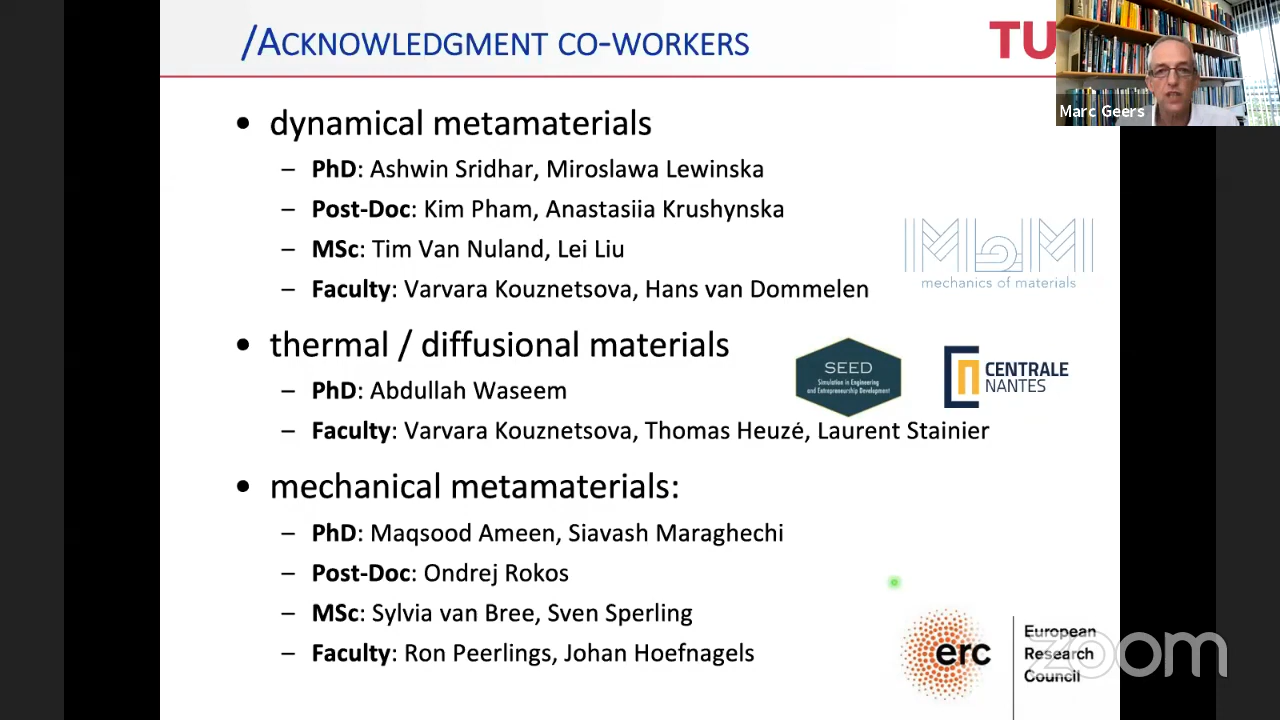 /ACKNOWLEDGMENT CO-WORKERS
TU
Marc Geers
• dynamical metamaterials
– PhD: Ashwin Sridhar, Miroslawa Lewinska
– Post-Doc: Kim Pham, Anastasiia Krushynska
– MSc: Tim Van Nuland, Lei Liu
– Faculty: Varvara Kouznetsova, Hans van Dommelen
MoM
mechanics of materials
• thermal / diffusional materials
– PhD: Abdullah Waseem
– Faculty: Varvara Kouznetsova, Thomas Heuzé, Laurent Stainier
SEED
Simulation in Engineering
and Entrepreneurship Development
CENTRALE
NANTES
• mechanical metamaterials:
– PhD: Maqsood Ameen, Siavash Maraghechi
– Post-Doc: Ondrej Rokos
– MSc: Sylvia van Bree, Sven Sperling
– Faculty: Ron Peerlings, Johan Hoefnagels
erc
European
Research
Council
zoom